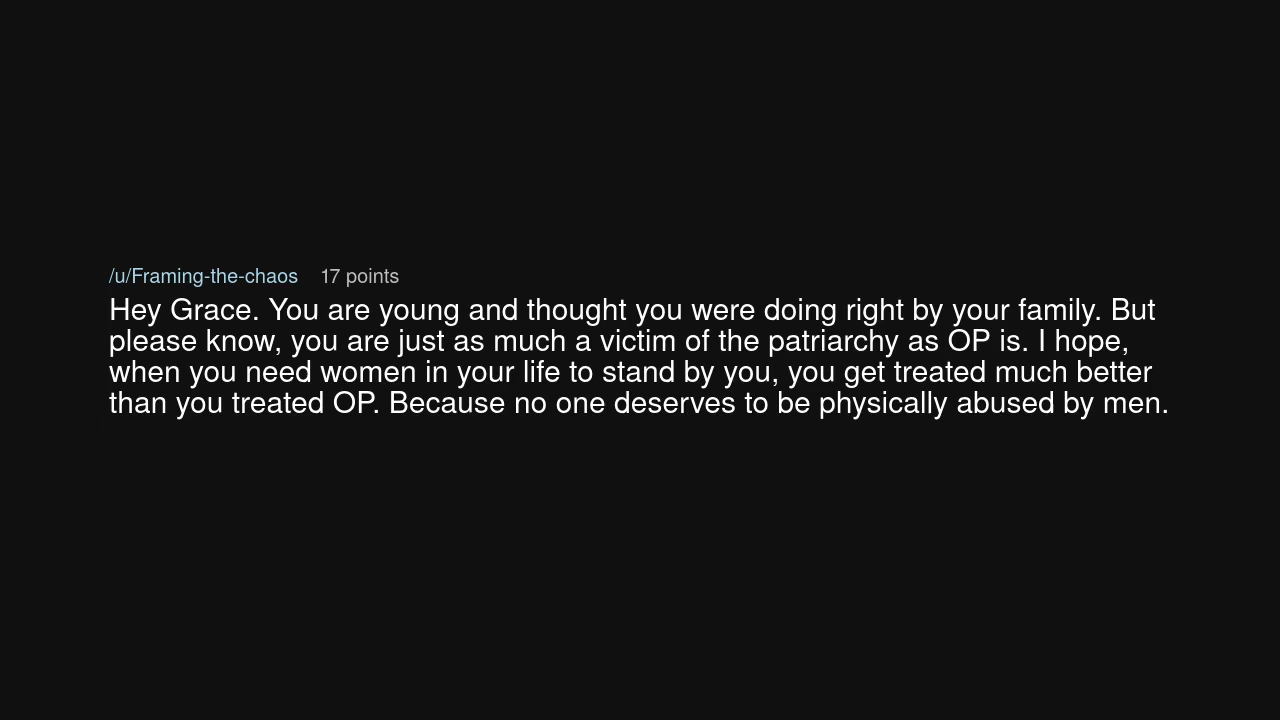 /u/Framing-the-chaos 17 points
Hey Grace. You are young and thought you were doing right by your family. But
please know, you are just as much a victim of the patriarchy as OP is. I hope,
when you need women in your life to stand by you, you get treated much better
than you treated OP. Because no one deserves to be physically abused by men.